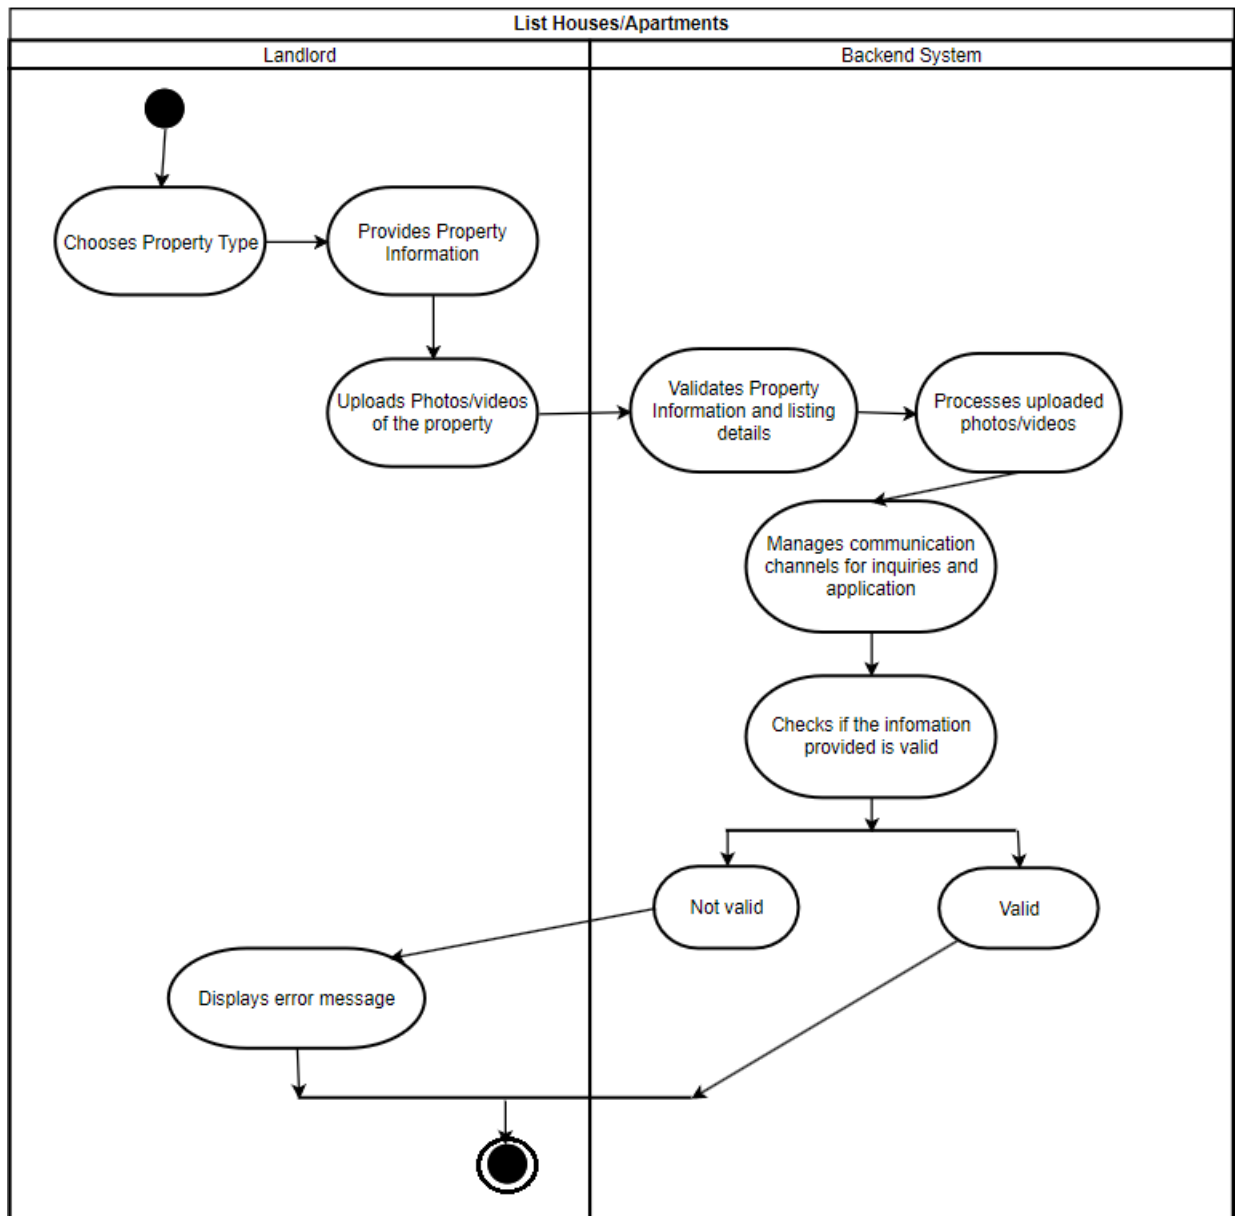 List Houses/Apartments
Landlord
Backend System
Chooses Property Type
Provides Property
Information
Uploads Photos/videos
of the property
Validates Property
Information and listing
details
Processes uploaded
photos/videos
Manages communication
channels for inquiries and
application
Checks if the infomation
provided is valid
Not valid
Valid
Displays error message